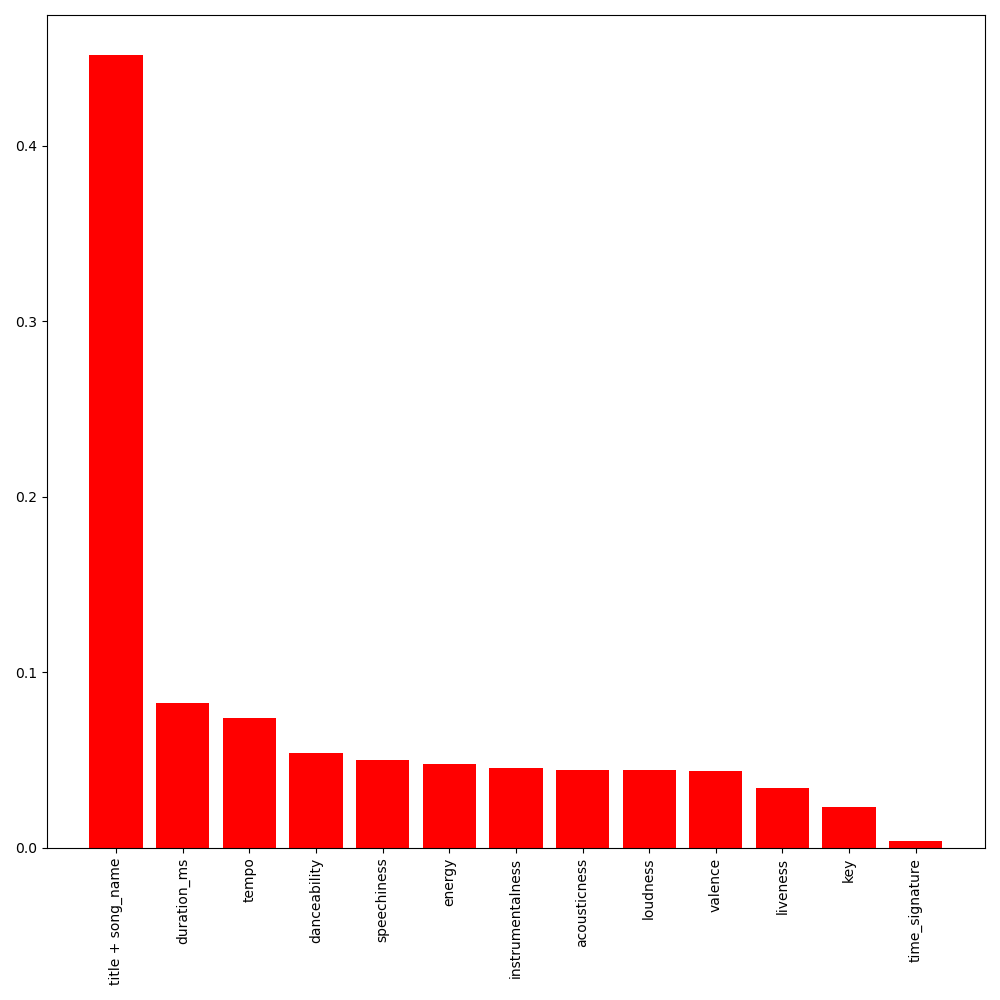 0.4
0.3
0.2
0.1
0.0
title + song_name
duration_ms
tempo
danceability
speechiness
energy
instrumentalness
acousticness
loudness
valence
liveness
key
time_signature